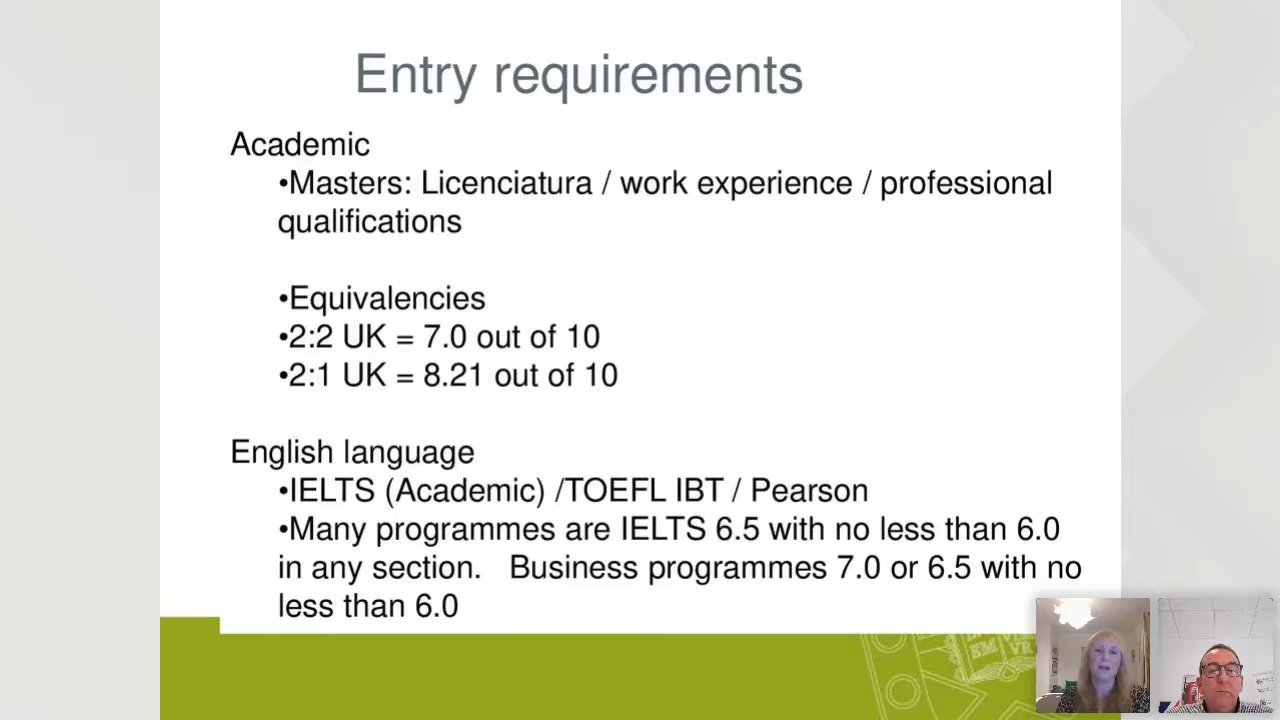 Entry requirements
Academic
•Masters: Licenciatura / work experience / professional
qualifications
•Equivalencies
•2:2 UK = 7.0 out of 10
•2:1 UK = 8.21 out of 10
English language
•IELTS (Academic) /TOEFL IBT / Pearson
•Many programmes are IELTS 6.5 with no less than 6.0
in any section. Business programmes 7.0 or 6.5 with no
less than 6.0